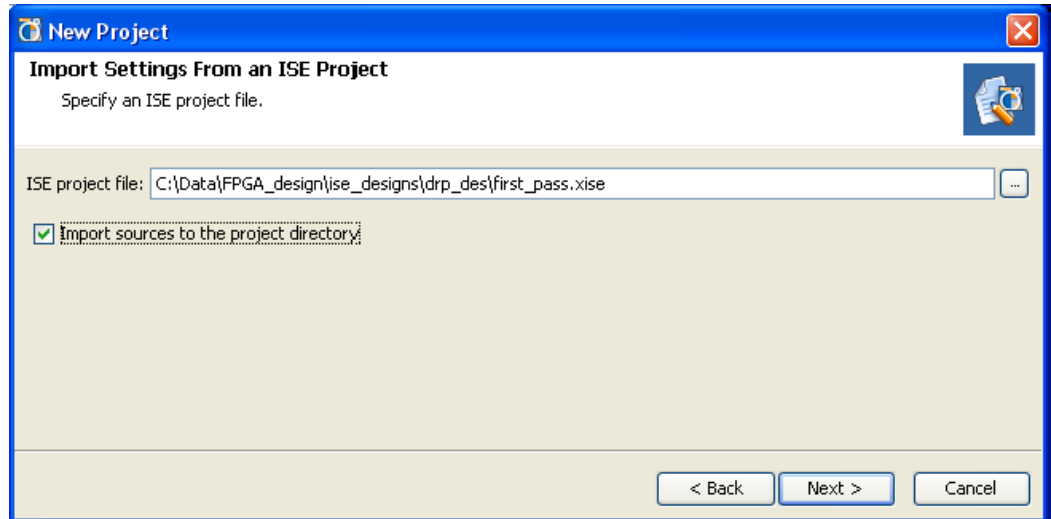 New Project
Import Settings From an ISE Project
Specify an ISE project file.
ISE project file: C:\Data\FPGA_design\ise_designs\drp_des\first_pass.xise ...
Import sources to the project directory
< Back Next > Cancel